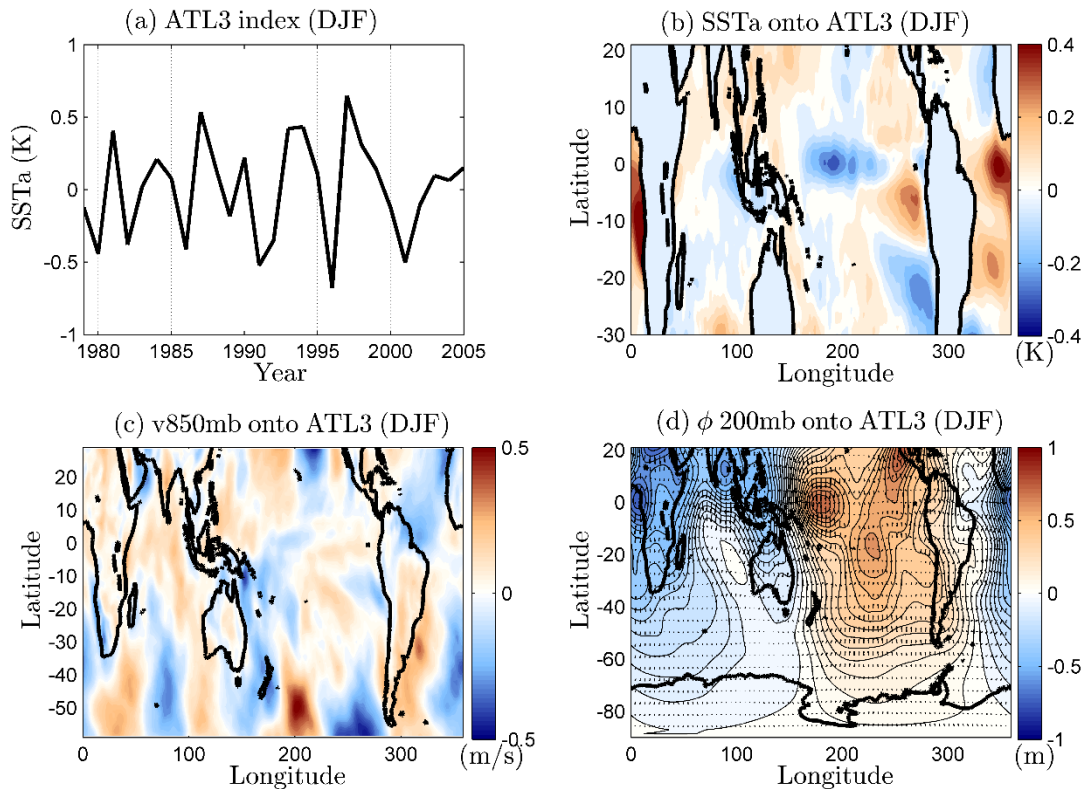 (a) ATL3 index (DJF)
SSTa (K)
1
0.5
0
-0.5
-1
1980 1985 1990 1995 2000 2005
Year
(b) SSTa onto ATL3 (DJF)
Latitude
20
10
0
-10
-20
-30
0 100 200 300
Longitude
0.4
0.2
0
-0.2
-0.4
(K)
(c) v850mb onto ATL3 (DJF)
Latitude
20
10
0
-10
-20
-30
-40
-50
0 100 200 300
Longitude
0.5
0
-0.5
(m/s)
(d) ϕ 200mb onto ATL3 (DJF)
Latitude
20
0
-20
-40
-60
-80
0 100 200 300
Longitude
1
0.5
0
-0.5
-1
(m)